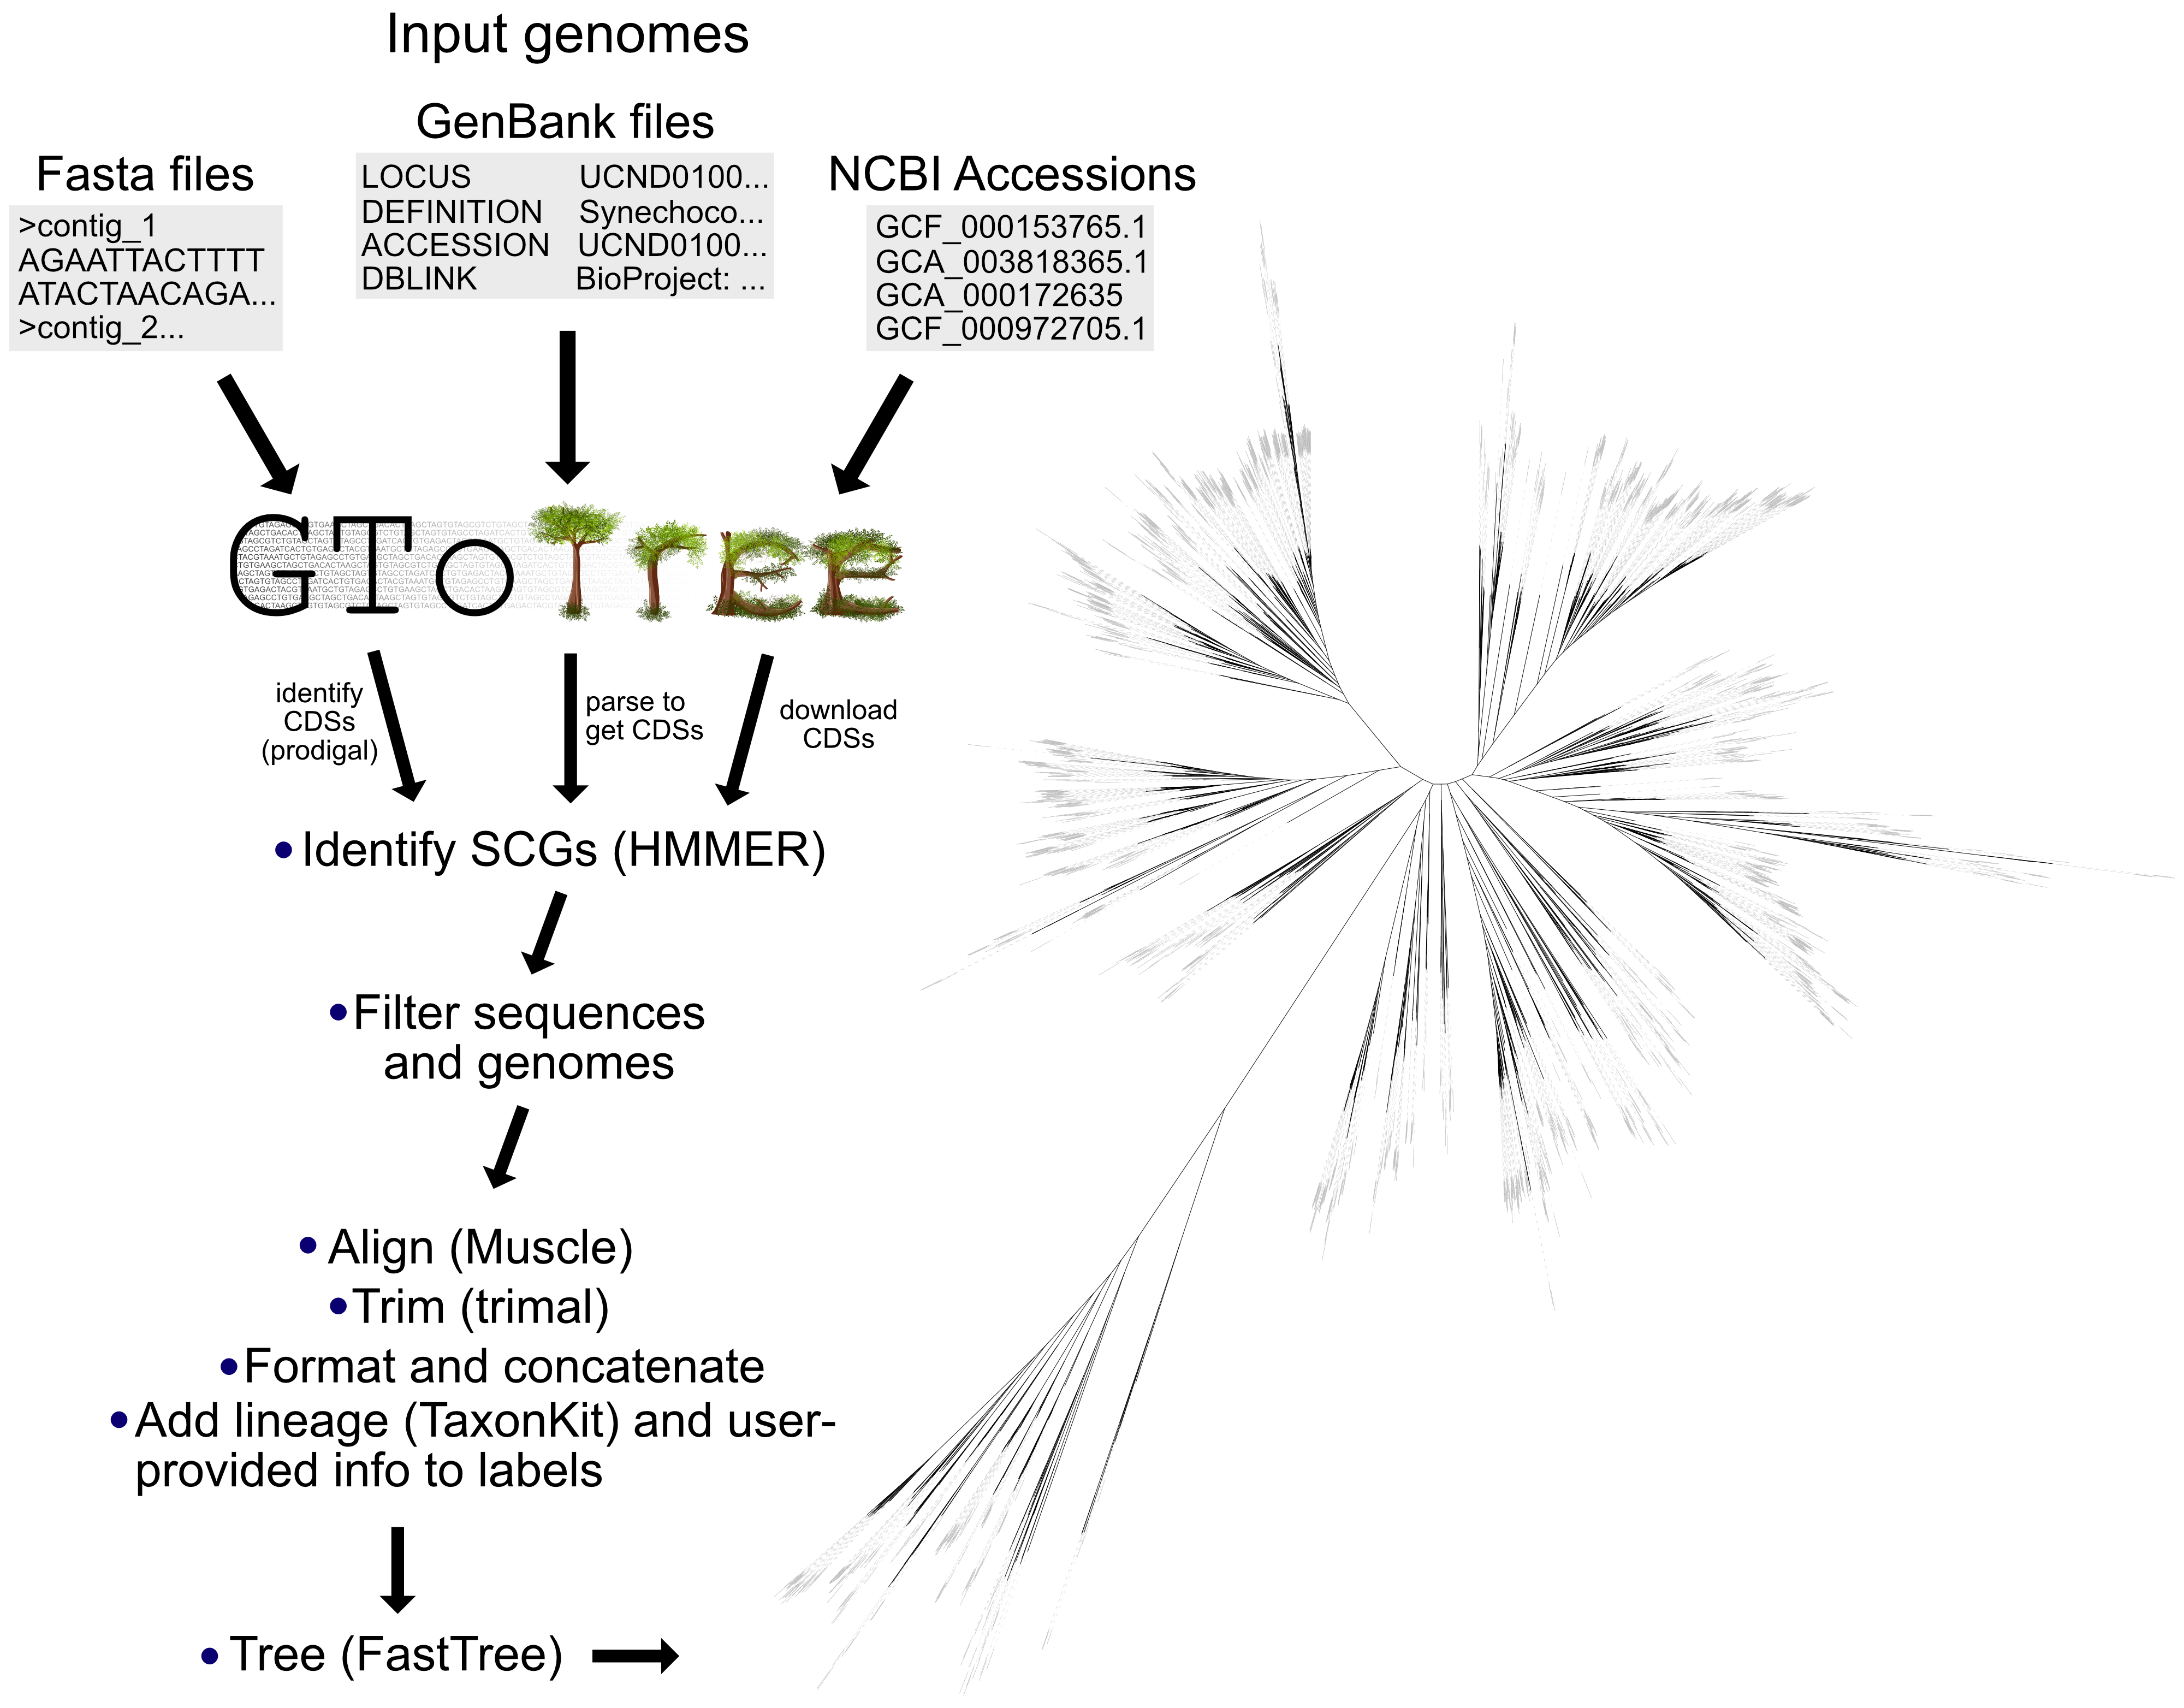 Input genomes
GenBank files
LOCUS UCND0100...
DEFINITION Synechoco...
ACCESSION UCND0100...
DBLINK BioProject: ...
Fasta files
>contig_1
AGAATTACTTTT
ATACTAACAGA...
>contig_2...
NCBI Accessions
GCF_000153765.1
GCA_003818365.1
GCA_000172635
GCF_000972705.1
GToTree
identify
CDSs
(prodigal)
parse to
get CDSs
download
CDSs
• Identify SCGs (HMMER)
• Filter sequences
and genomes
• Align (Muscle)
• Trim (trimal)
• Format and concatenate
• Add lineage (TaxonKit) and user-
provided info to labels
• Tree (FastTree)